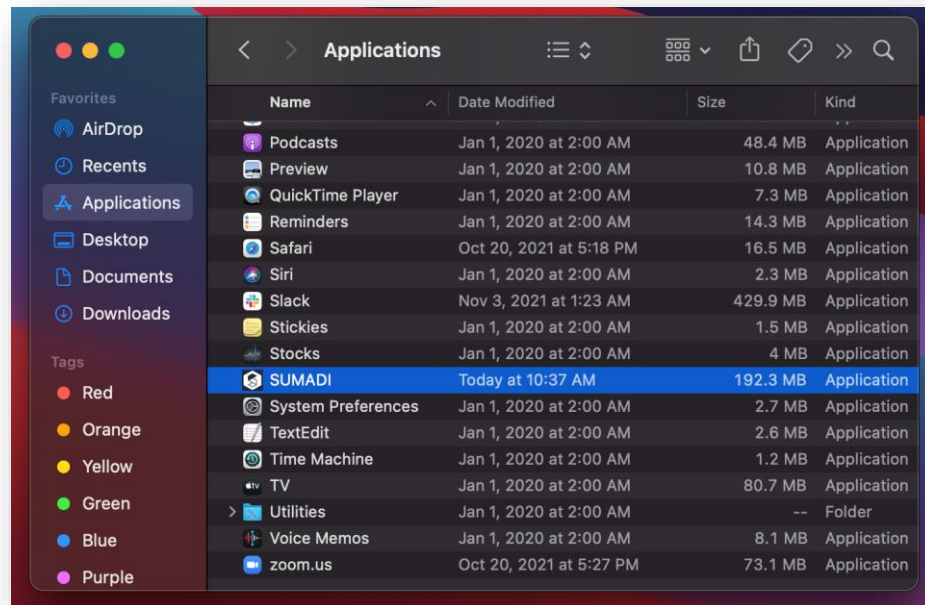 Applications
Favorites
AirDrop
Recents
Applications
Desktop
Documents
Downloads
Tags
Red
Orange
Yellow
Green
Blue
Purple
Name Date Modified Size Kind
Podcasts Jan 1, 2020 at 2:00 AM 48.4 MB Application
Preview Jan 1, 2020 at 2:00 AM 10.8 MB Application
QuickTime Player Jan 1, 2020 at 2:00 AM 7.3 MB Application
Reminders Jan 1, 2020 at 2:00 AM 14.3 MB Application
Safari Oct 20, 2021 at 5:18 PM 16.5 MB Application
Siri Jan 1, 2020 at 2:00 AM 2.3 MB Application
Slack Nov 3, 2021 at 1:23 AM 429.9 MB Application
Stickies Jan 1, 2020 at 2:00 AM 1.5 MB Application
Stocks Jan 1, 2020 at 2:00 AM 4 MB Application
SUMADI Today at 10:37 AM 192.3 MB Application
System Preferences Jan 1, 2020 at 2:00 AM 2.7 MB Application
TextEdit Jan 1, 2020 at 2:00 AM 2.6 MB Application
Time Machine Jan 1, 2020 at 2:00 AM 1.2 MB Application
TV Jan 1, 2020 at 2:00 AM 80.7 MB Application
Utilities Jan 1, 2020 at 2:00 AM -- Folder
Voice Memos Jan 1, 2020 at 2:00 AM 8.1 MB Application
zoom.us Oct 20, 2021 at 5:27 PM 73.1 MB Application